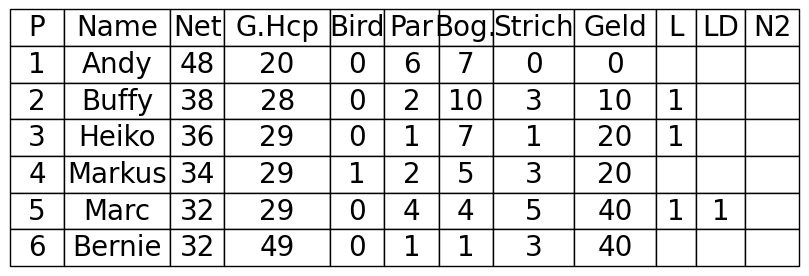 P Name Net G.Hcp Bird Par Bog. Strich Geld L LD N2
1 Andy 48 20 0 6 7 0 0
2 Buffy 38 28 0 2 10 3 10 1
3 Heiko 36 29 0 1 7 1 20 1
4 Markus 34 29 1 2 5 3 20
5 Marc 32 29 0 4 4 5 40 1 1
6 Bernie 32 49 0 1 1 3 40